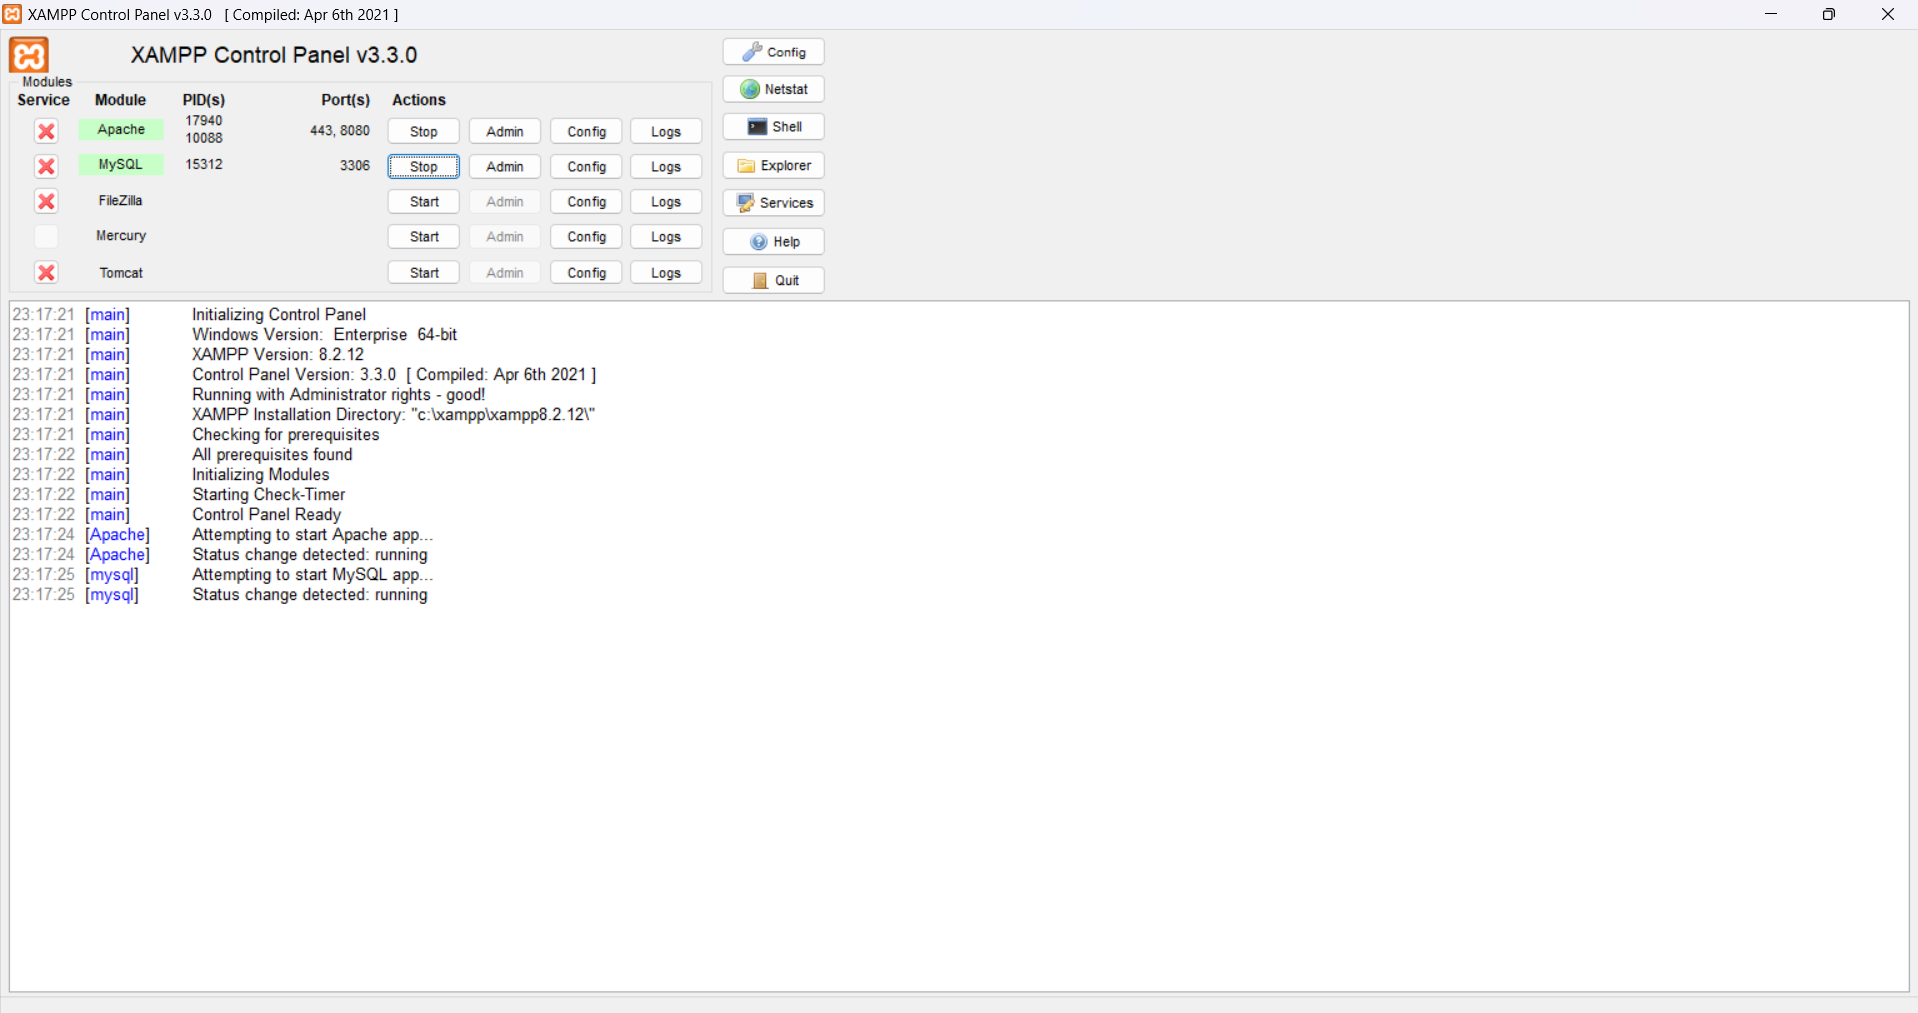 XAMPP Control Panel v3.3.0 [ Compiled: Apr 6th 2021 ]
XAMPP Control Panel v3.3.0
Config
Modules
Service Module PID(s) Port(s) Actions
Netstat
Apache 17940 10088 443, 8080 Stop Admin Config Logs
Shell
MySQL 15312 3306 Stop Admin Config Logs
Explorer
FileZilla Start Admin Config Logs
Services
Mercury Start Admin Config Logs
Help
Tomcat Start Admin Config Logs
Quit
23:17:21 [main] Initializing Control Panel
23:17:21 [main] Windows Version: Enterprise 64-bit
23:17:21 [main] XAMPP Version: 8.2.12
23:17:21 [main] Control Panel Version: 3.3.0 [ Compiled: Apr 6th 2021 ]
23:17:21 [main] Running with Administrator rights - good!
23:17:21 [main] XAMPP Installation Directory: "c:\xampp\xampp8.2.12\"
23:17:21 [main] Checking for prerequisites
23:17:22 [main] All prerequisites found
23:17:22 [main] Initializing Modules
23:17:22 [main] Starting Check-Timer
23:17:22 [main] Control Panel Ready
23:17:24 [Apache] Attempting to start Apache app...
23:17:24 [Apache] Status change detected: running
23:17:25 [mysql] Attempting to start MySQL app...
23:17:25 [mysql] Status change detected: running